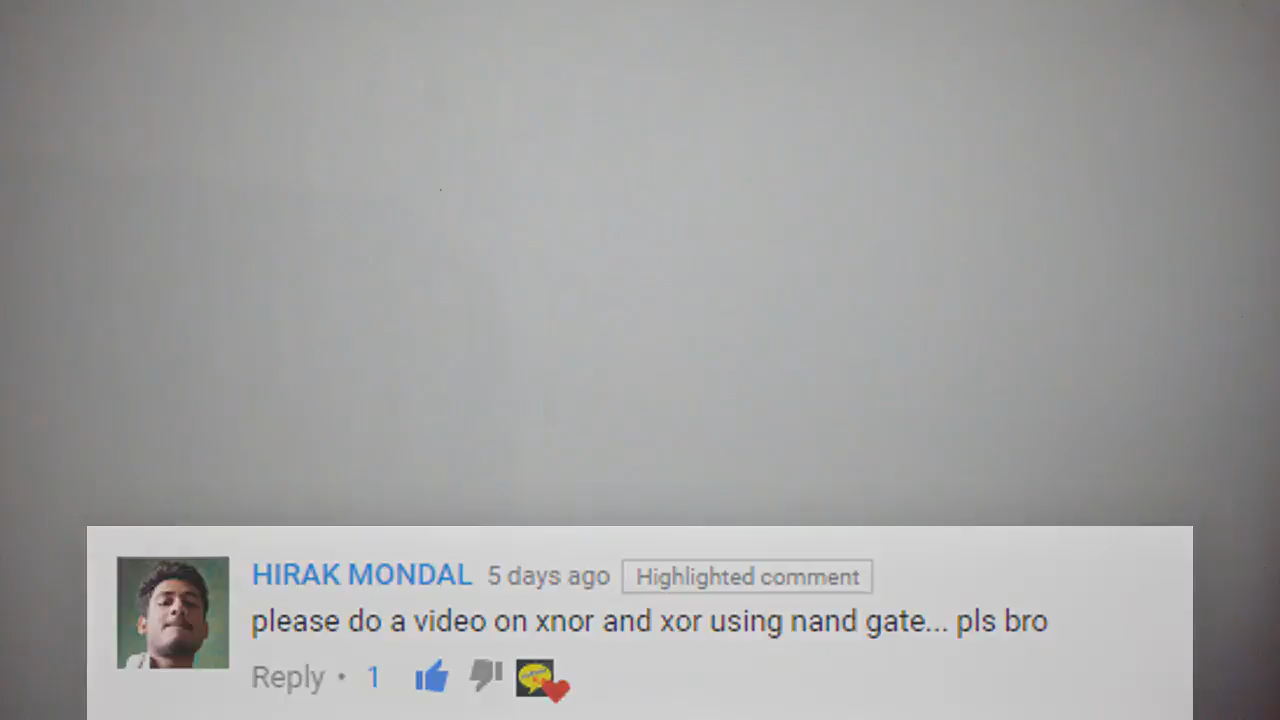 HIRAK MONDAL 5 days ago Highlighted comment
please do a video on xnor and xor using nand gate... pls bro
Reply • 1